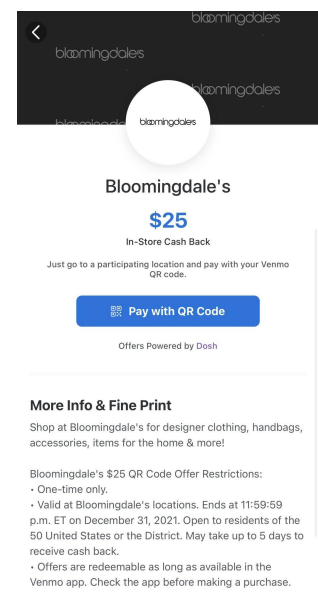 bloomingdales
bloomingdales
bloomingdales
bloomingdales
bloomingdales
Bloomingdale's
$25
In-Store Cash Back
Just go to a participating location and pay with your Venmo
QR code.
Pay with QR Code
Offers Powered by Dosh
More Info & Fine Print
Shop at Bloomingdale's for designer clothing, handbags,
accessories, items for the home & more!
Bloomingdale's $25 QR Code Offer Restrictions:
• One-time only.
• Valid at Bloomingdale's locations. Ends at 11:59:59
p.m. ET on December 31, 2021. Open to residents of the
50 United States or the District. May take up to 5 days to
receive cash back.
• Offers are redeemable as long as available in the
Venmo app. Check the app before making a purchase.